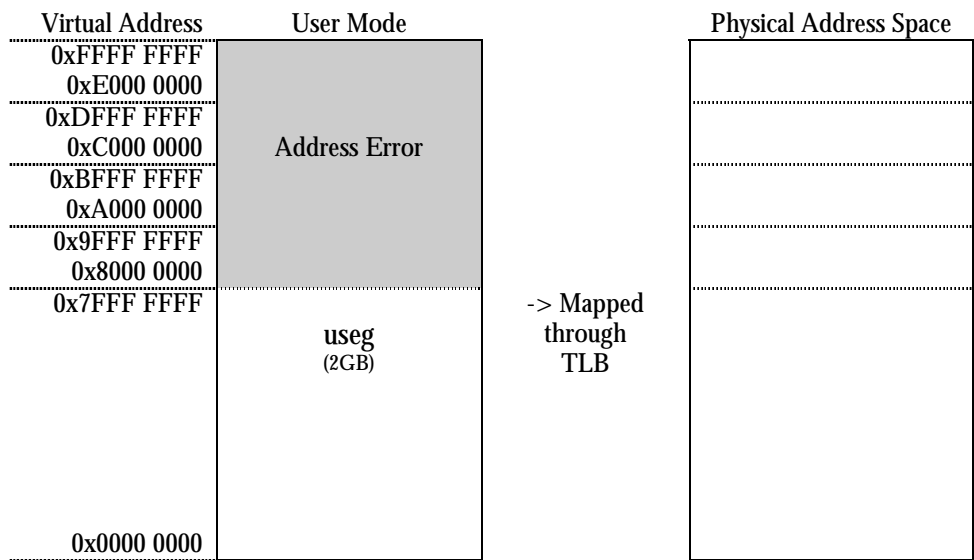 Virtual Address User Mode Physical Address Space
0xFFFF FFFF
0xE000 0000
0xDFFF FFFF
0xC000 0000 Address Error
0xBFFF FFFF
0xA000 0000
0x9FFF FFFF
0x8000 0000
0x7FFF FFFF -> Mapped
useg through
(2GB) TLB
0x0000 0000